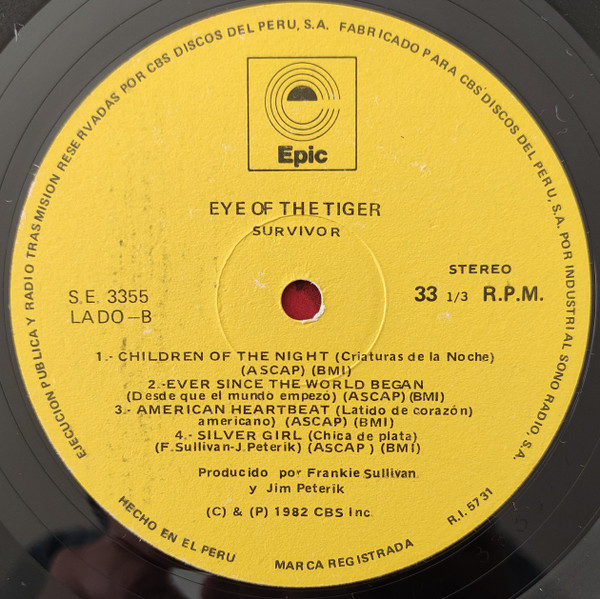 EJECUCION PUBLICA Y RADIO TRASMISION RESERVADAS POR CBS DISCOS DEL PERU, S.A. FABRICADO PARA CBS DISCOS DEL PERU, S.A. POR INDUSTRIAL SONO RADIO, S.A.
Epic
EYE OF THE TIGER
SURVIVOR
S.E. 3355
LADO-B
STEREO
33 1/3 R.P.M.
1.- CHILDREN OF THE NIGHT (Criaturas de la Noche)
(ASCAP) (BMI)
2.-EVER SINCE THE WORLD BEGAN
(Desde que el mundo empezó) (ASCAP) (BMI)
3.- AMERICAN HEARTBEAT (Latido de corazón)
americano) (ASCAP) (BMI)
4.- SILVER GIRL (Chica de plata)
(F.Sullivan-J.Peterik) (ASCAP) (BMI)
Producido por Frankie Sullivan
y Jim Peterik
(C) & (P) 1982 CBS Inc.
HECHO EN EL PERU
MARCA REGISTRADA
R.I. 5731